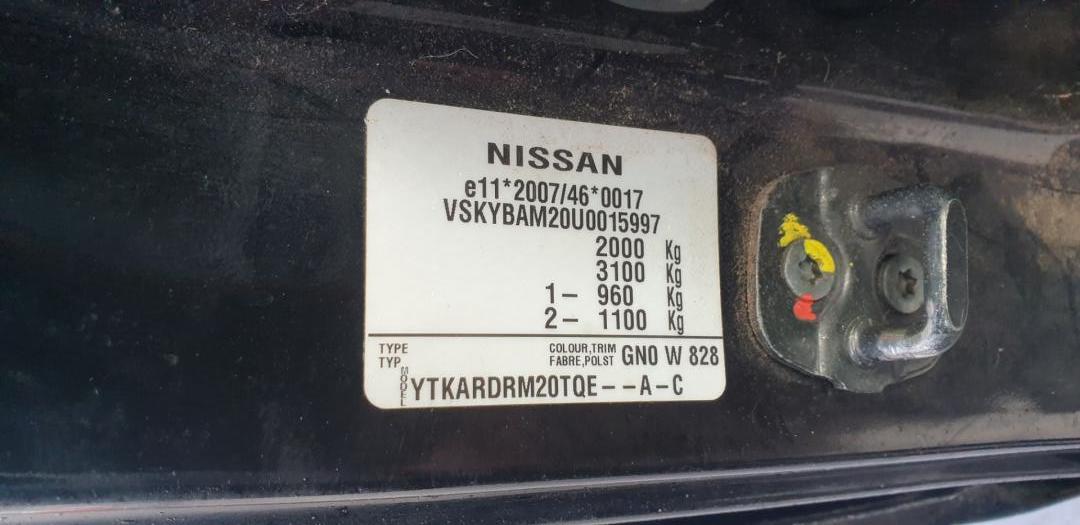 NISSAN
e11*2007/46*0017
VSKYBAM20U0015997
2000 Kg
3100 Kg
1- 960 Kg
2- 1100 Kg
TYPE
TYP
COLOUR,TRIM
FABRE,POLST
GN0 W 828
MODEL
YTKARDRM20TQE--A-C